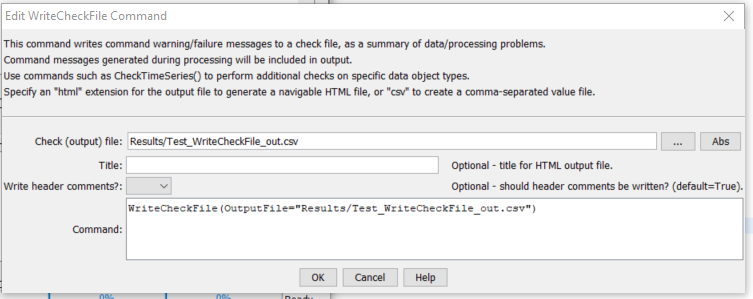 Edit WriteCheckFile Command
This command writes command warning/failure messages to a check file, as a summary of data/processing problems.
Command messages generated during processing will be included in output.
Use commands such as CheckTimeSeries() to perform additional checks on specific data object types.
Specify an "html" extension for the output file to generate a navigable HTML file, or "csv" to create a comma-separated value file.
Check (output) file: Results/Test_WriteCheckFile_out.csv ... Abs
Title: Optional - title for HTML output file.
Write header comments?: Optional - should header comments be written? (default=True).
Command: WriteCheckFile(OutputFile="Results/Test_WriteCheckFile_out.csv")
OK Cancel Help
0% 0% Ready